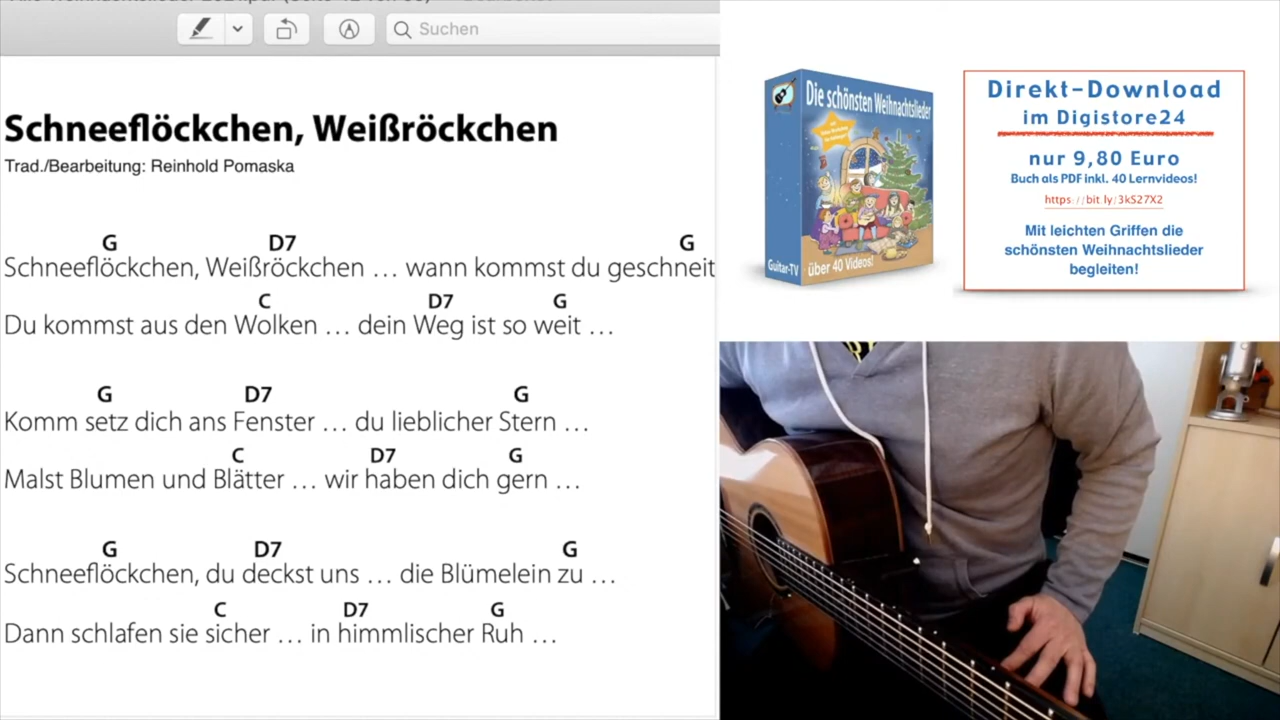 Suchen
Schneeflöckchen, Weißröckchen
Trad./Bearbeitung: Reinhold Pomaska
G D7 G
Schneeflöckchen, Weißröckchen … wann kommst du geschneit
C D7 G
Du kommst aus den Wolken … dein Weg ist so weit …
G D7 G
Komm setz dich ans Fenster … du lieblicher Stern …
C D7 G
Malst Blumen und Blätter … wir haben dich gern …
G D7 G
Schneeflöckchen, du deckst uns … die Blümelein zu …
C D7 G
Dann schlafen sie sicher … in himmlischer Ruh …
Die schönsten Weihnachtslieder
Guitar-TV
über 40 Videos!
Direkt-Download
im Digistore24
nur 9,80 Euro
Buch als PDF inkl. 40 Lernvideos!
https://bit.ly/3kS27X2
Mit leichten Griffen die
schönsten Weihnachtslieder
begleiten!